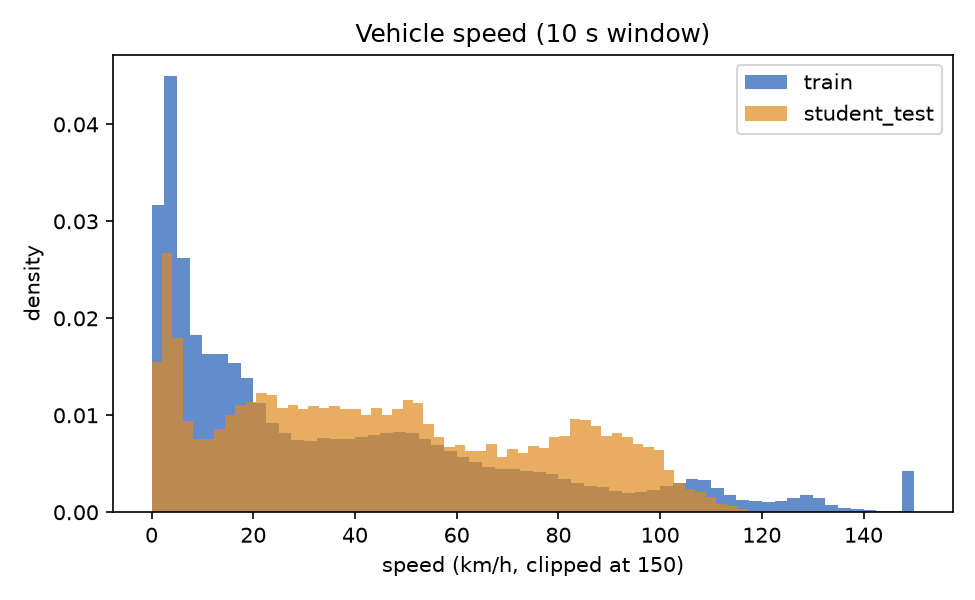 Vehicle speed (10 s window)
train
student_test
density
0.04
0.03
0.02
0.01
0.00
0 20 40 60 80 100 120 140
speed (km/h, clipped at 150)